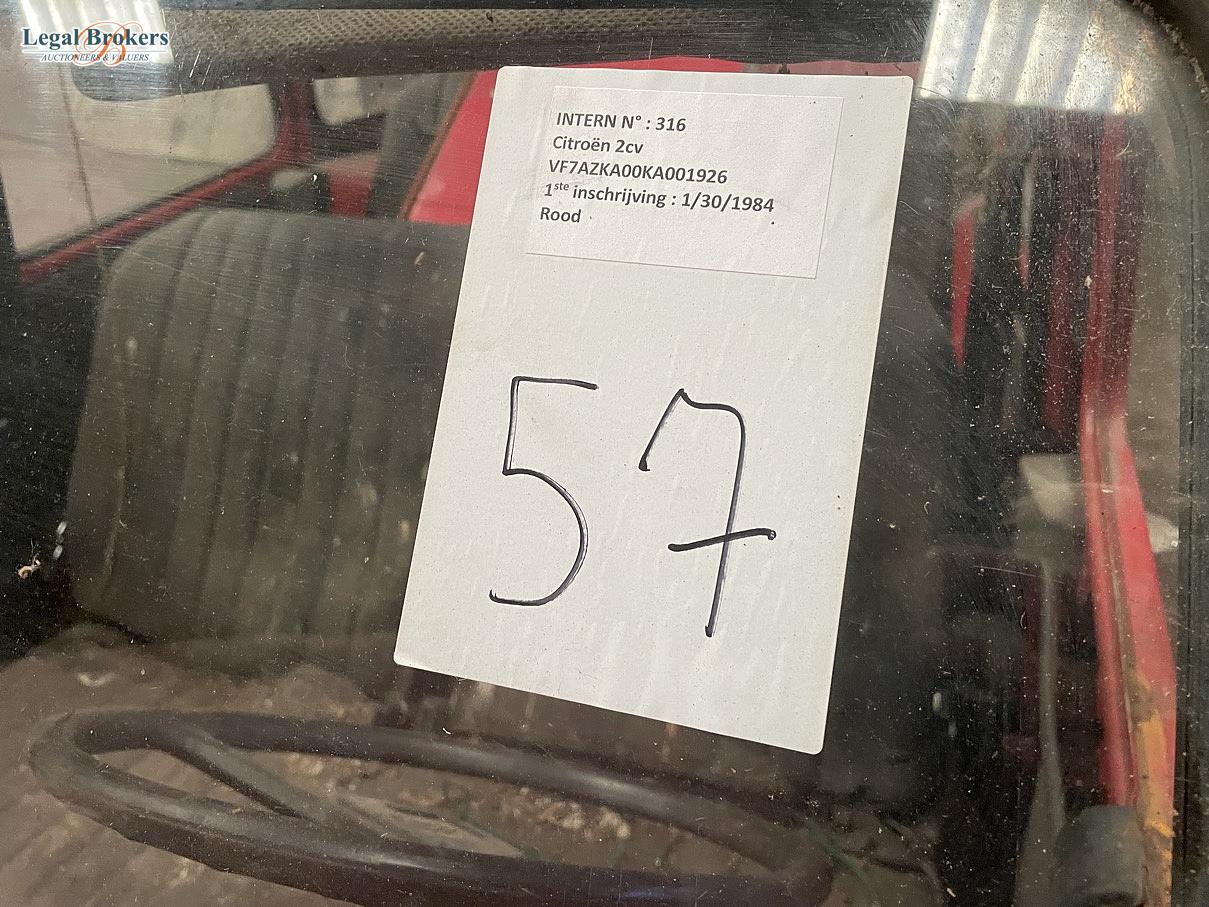 Legal Brokers
AUCTIONEERS & VALUERS
INTERN N° : 316
Citroën 2cv
VF7AZKA00KA001926
1ste inschrijving : 1/30/1984
Rood
57